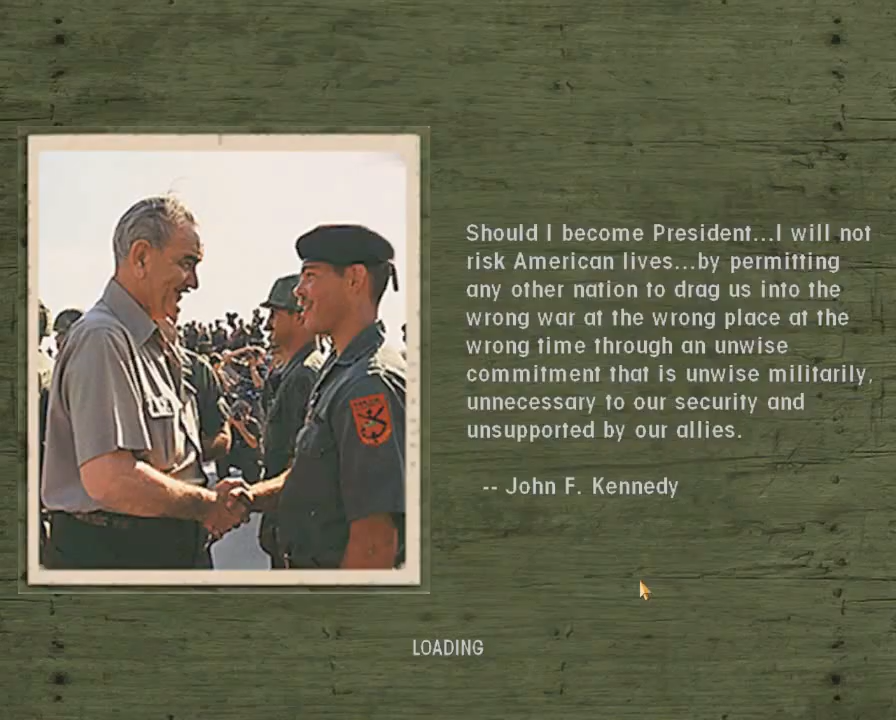 Should I become President...I will not
risk American lives...by permitting
any other nation to drag us into the
wrong war at the wrong place at the
wrong time through an unwise
commitment that is unwise militarily,
unnecessary to our security and
unsupported by our allies.
-- John F. Kennedy
LOADING